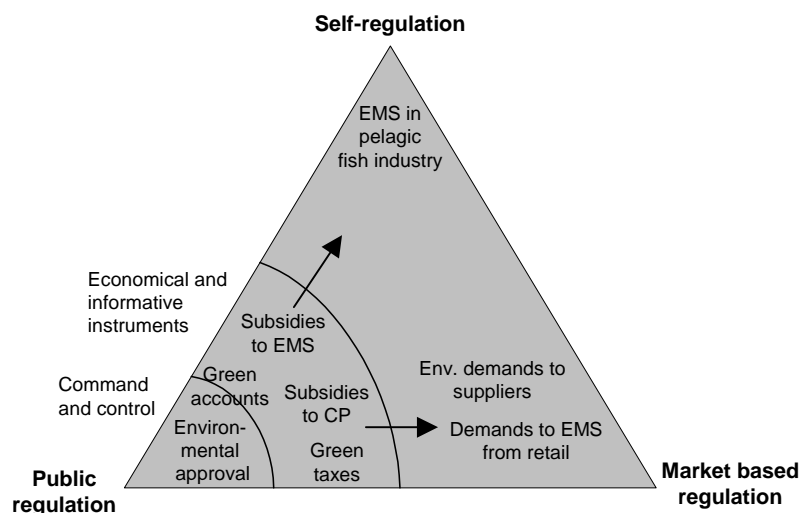 Self-regulation
EMS in
pelagic
fish industry
Economical and
informative
instruments
Subsidies
to EMS
Command
and control
Green
accounts
Environ-
mental
approval
Subsidies
to CP
Green
taxes
Env. demands to
suppliers
Demands to EMS
from retail
Public
regulation
Market based
regulation